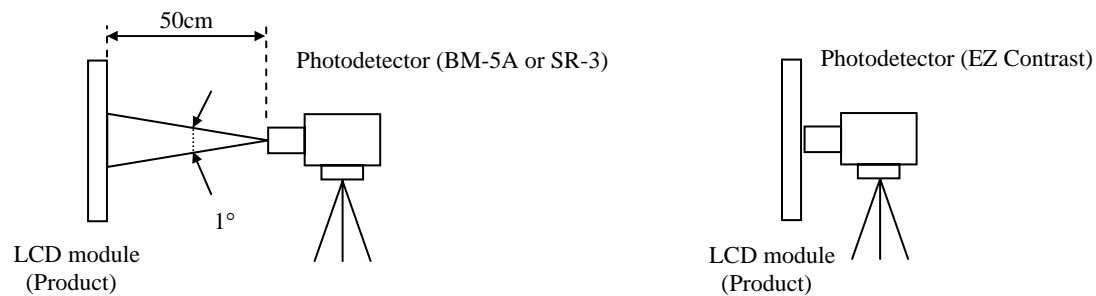 50cm
Photodetector (BM-5A or SR-3)
1°
LCD module
(Product)
Photodetector (EZ Contrast)
LCD module
(Product)